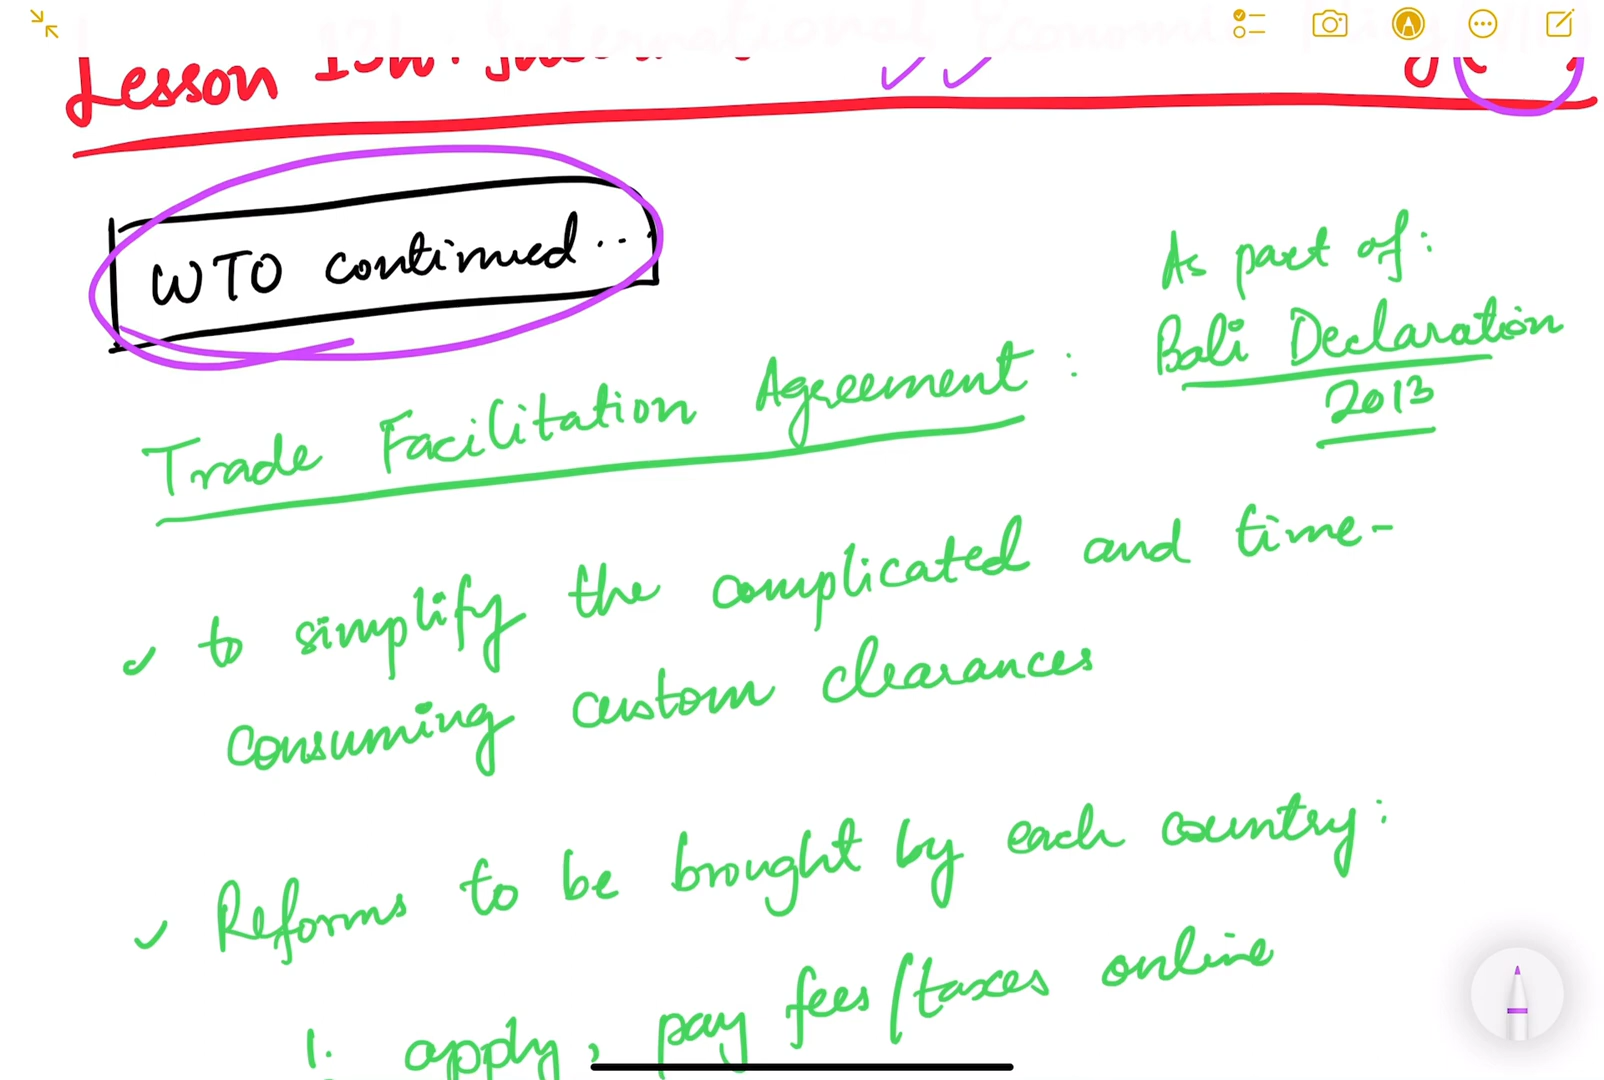 Lesson
WTO continued...
As part of:
Bali Declaration
2013
Trade Facilitation Agreement :
to simplify the complicated and time-
consuming custom clearances
Reforms to be brought by each country:
1. apply, pay fees/taxes online